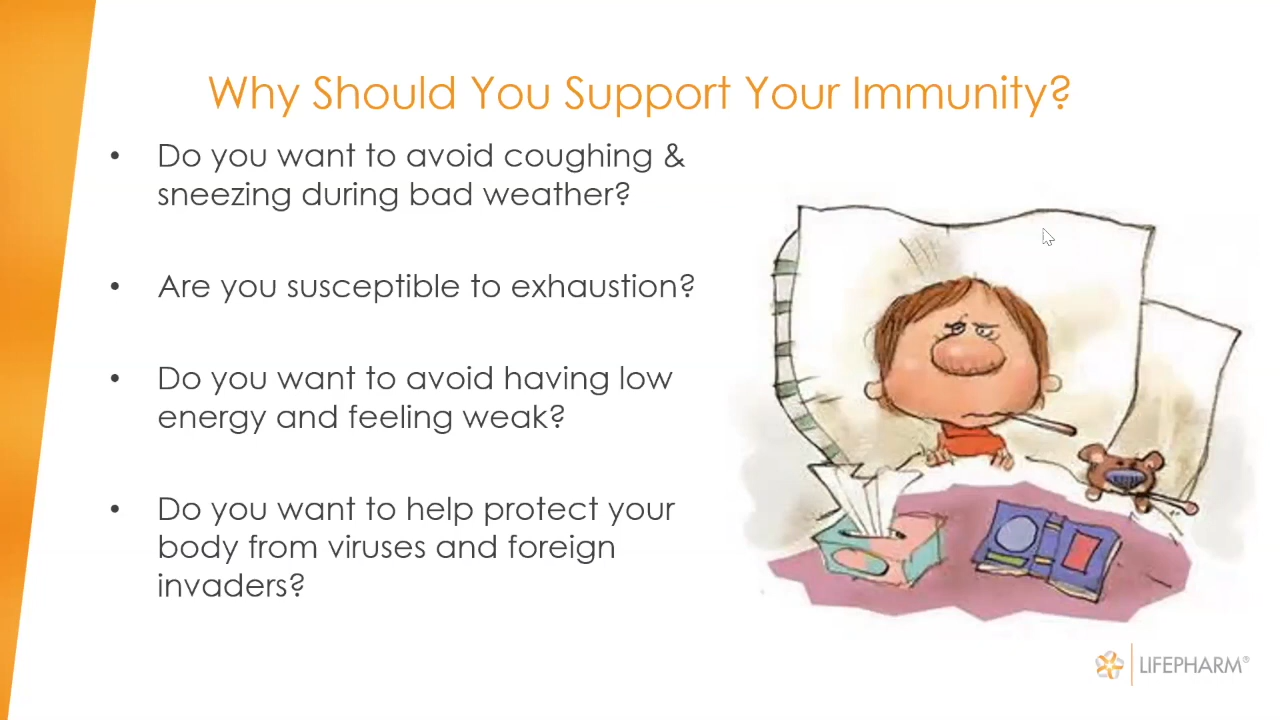 Why Should You Support Your Immunity?
• Do you want to avoid coughing &
sneezing during bad weather?
• Are you susceptible to exhaustion?
• Do you want to avoid having low
energy and feeling weak?
• Do you want to help protect your
body from viruses and foreign
invaders?
LIFEPHARM®